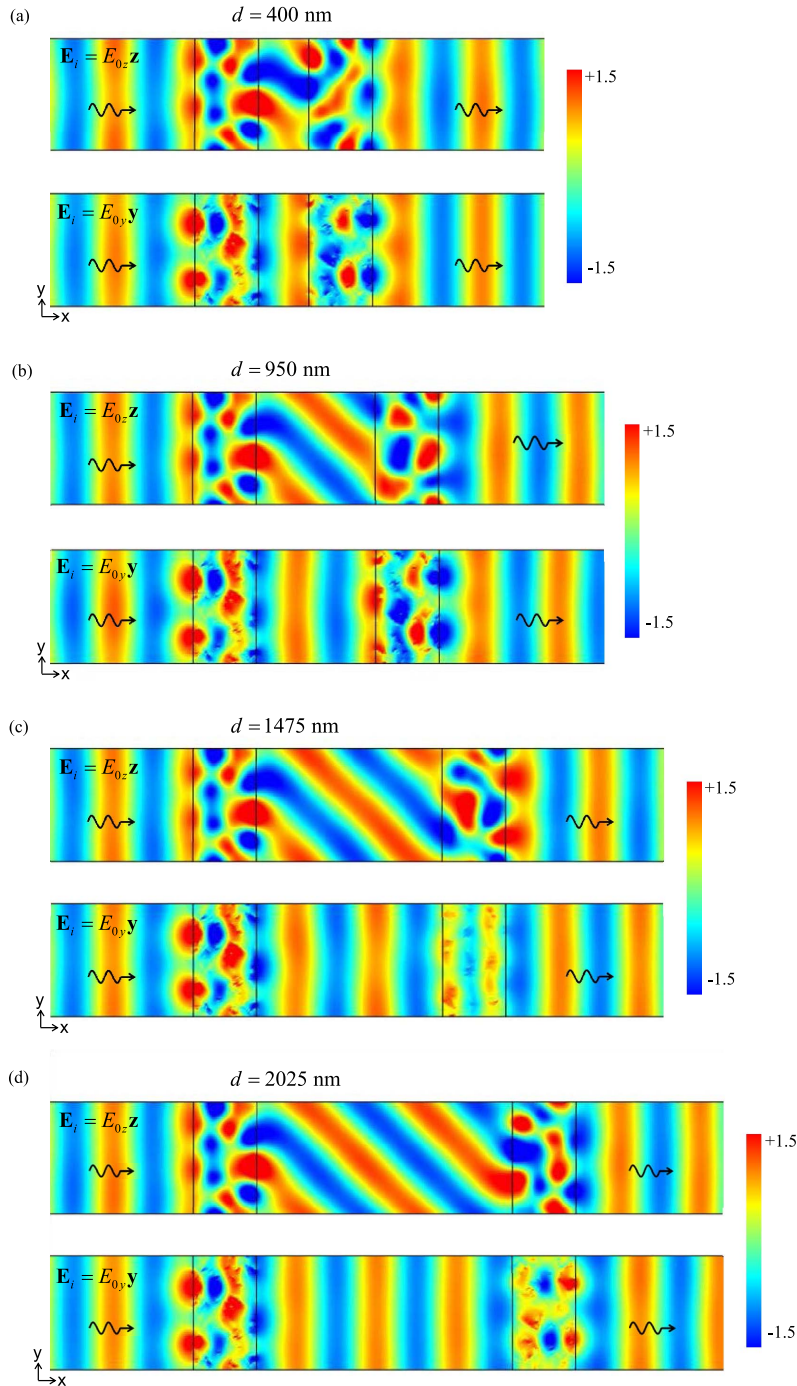 (a)
d = 400 nm
E_i = E_0z z
+1.5
E_i = E_0y y
-1.5
y
x
(b)
d = 950 nm
E_i = E_0z z
+1.5
E_i = E_0y y
-1.5
y
x
(c)
d = 1475 nm
E_i = E_0z z
+1.5
E_i = E_0y y
-1.5
y
x
(d)
d = 2025 nm
E_i = E_0z z
+1.5
E_i = E_0y y
-1.5
y
x